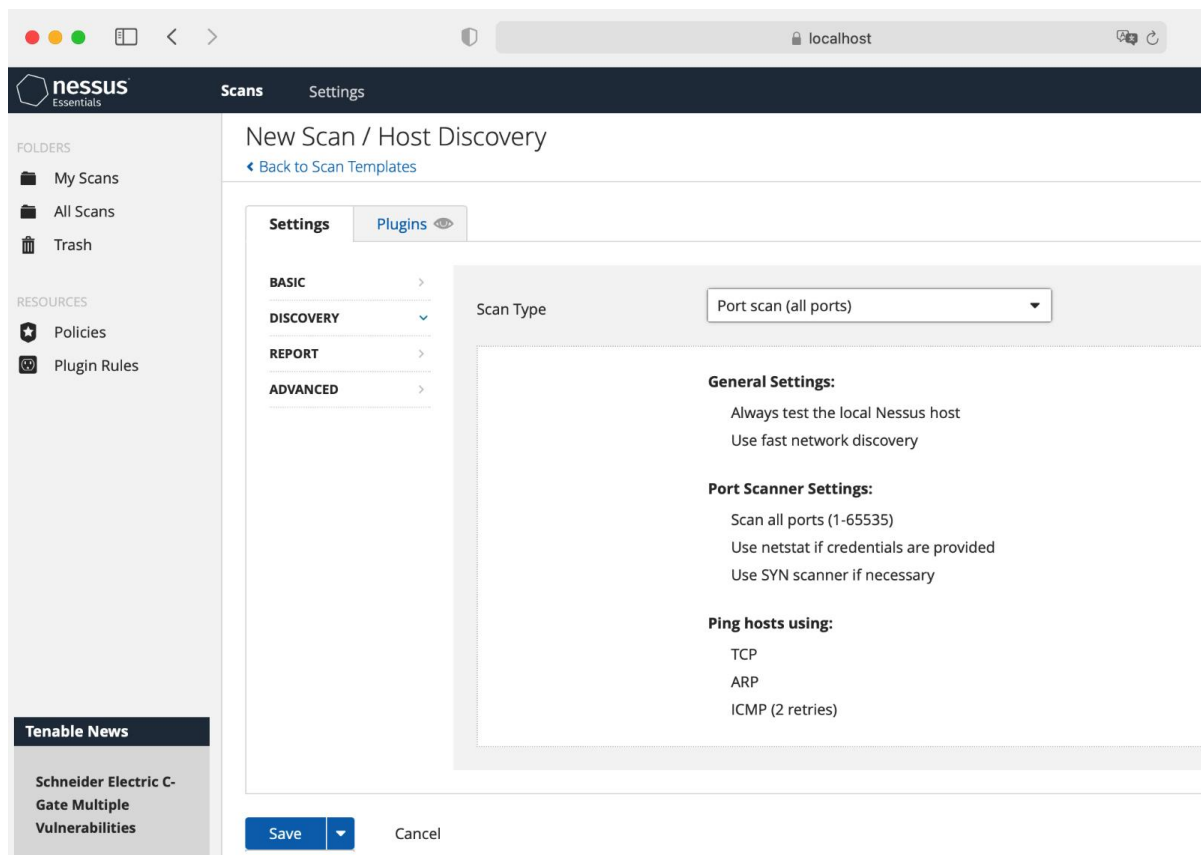 localhost
nessus
Essentials
Scans
Settings
FOLDERS
My Scans
All Scans
Trash
RESOURCES
Policies
Plugin Rules
Tenable News
Schneider Electric C-
Gate Multiple
Vulnerabilities
New Scan / Host Discovery
Back to Scan Templates
Settings
Plugins
BASIC
DISCOVERY
REPORT
ADVANCED
Scan Type
Port scan (all ports)
General Settings:
Always test the local Nessus host
Use fast network discovery
Port Scanner Settings:
Scan all ports (1-65535)
Use netstat if credentials are provided
Use SYN scanner if necessary
Ping hosts using:
TCP
ARP
ICMP (2 retries)
Save
Cancel